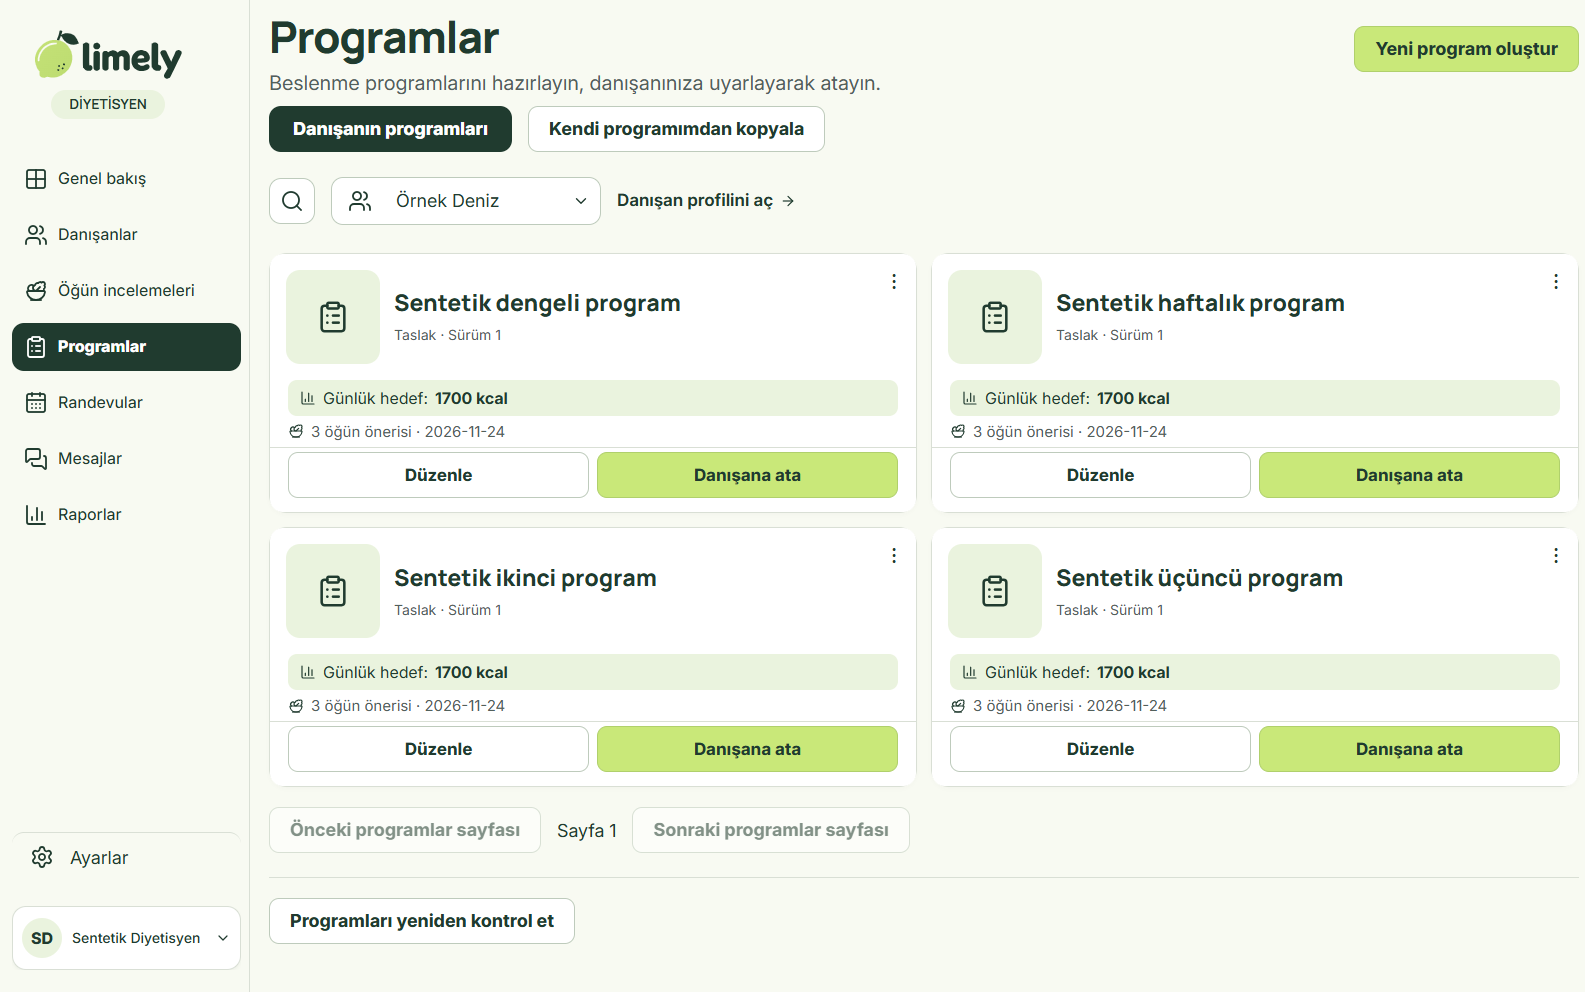 limely
DİYETİSYEN
Genel bakış
Danışanlar
Öğün incelemeleri
Programlar
Randevular
Mesajlar
Raporlar
Ayarlar
SD Sentetik Diyetisyen
Programlar
Beslenme programlarını hazırlayın, danışanınıza uyarlayarak atayın.
Yeni program oluştur
Danışanın programları Kendi programımdan kopyala
Örnek Deniz Danışan profilini aç →
Sentetik dengeli program
Taslak · Sürüm 1
Günlük hedef: 1700 kcal
3 öğün önerisi · 2026-11-24
Düzenle Danışana ata
Sentetik haftalık program
Taslak · Sürüm 1
Günlük hedef: 1700 kcal
3 öğün önerisi · 2026-11-24
Düzenle Danışana ata
Sentetik ikinci program
Taslak · Sürüm 1
Günlük hedef: 1700 kcal
3 öğün önerisi · 2026-11-24
Düzenle Danışana ata
Sentetik üçüncü program
Taslak · Sürüm 1
Günlük hedef: 1700 kcal
3 öğün önerisi · 2026-11-24
Düzenle Danışana ata
Önceki programlar sayfası Sayfa 1 Sonraki programlar sayfası
Programları yeniden kontrol et